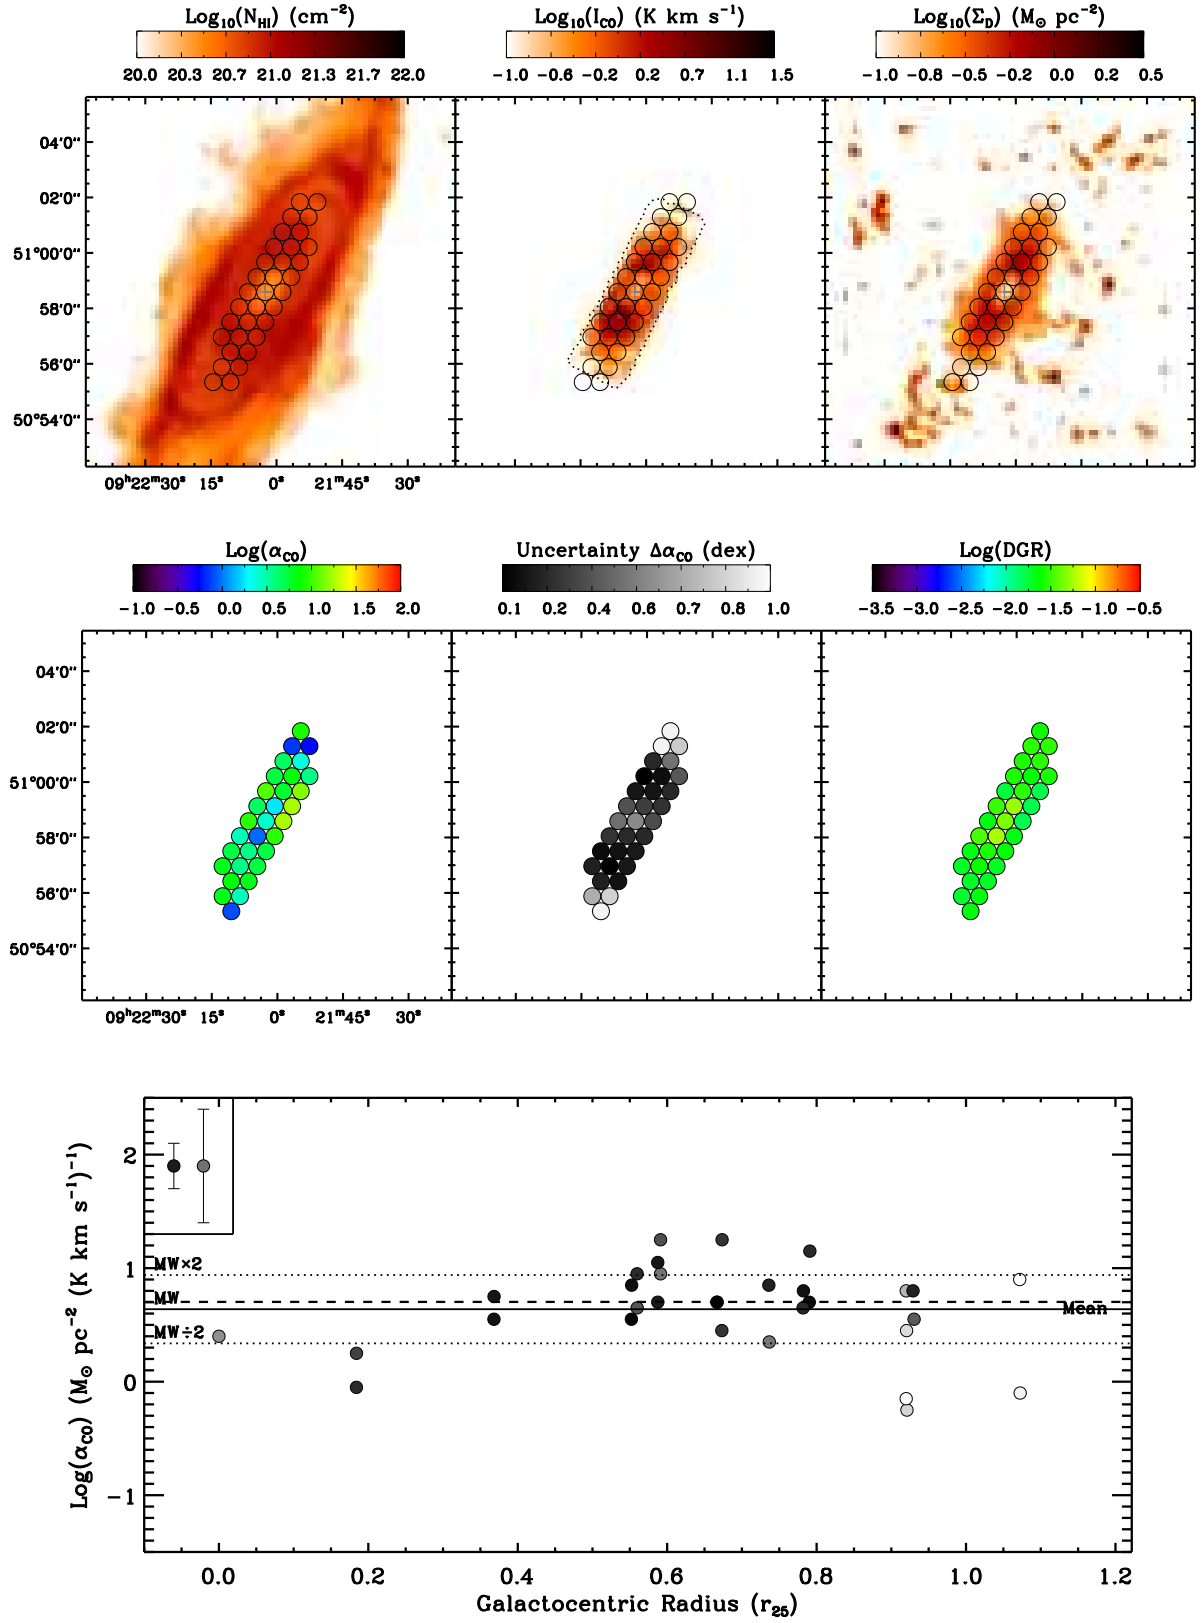 Log₁₀(N_HI) (cm⁻²) Log₁₀(I_CO) (K km s⁻¹) Log₁₀(Σ_D) (M⊙ pc⁻²)
20.0 20.3 20.7 21.0 21.3 21.7 22.0 −1.0 −0.6 −0.2 0.2 0.7 1.1 1.5 −1.0 −0.8 −0.5 −0.2 0.0 0.2 0.5
04'0''
02'0''
51°00'0''
58'0''
56'0''
50°54'0''
09ʰ22ᵐ30ˢ 15ˢ 0ˢ 21ᵐ45ˢ 30ˢ
Log(α_CO) Uncertainty Δα_CO (dex) Log(DGR)
−1.0 −0.5 0.0 0.5 1.0 1.5 2.0 0.1 0.2 0.4 0.6 0.7 0.8 1.0 −3.5 −3.0 −2.5 −2.0 −1.5 −1.0 −0.5
04'0''
02'0''
51°00'0''
58'0''
56'0''
50°54'0''
09ʰ22ᵐ30ˢ 15ˢ 0ˢ 21ᵐ45ˢ 30ˢ
Log(α_CO) (M⊙ pc⁻² (K km s⁻¹)⁻¹)
2
1
0
−1
MW×2
MW
Mean
MW÷2
0.0 0.2 0.4 0.6 0.8 1.0 1.2
Galactocentric Radius (r₂₅)